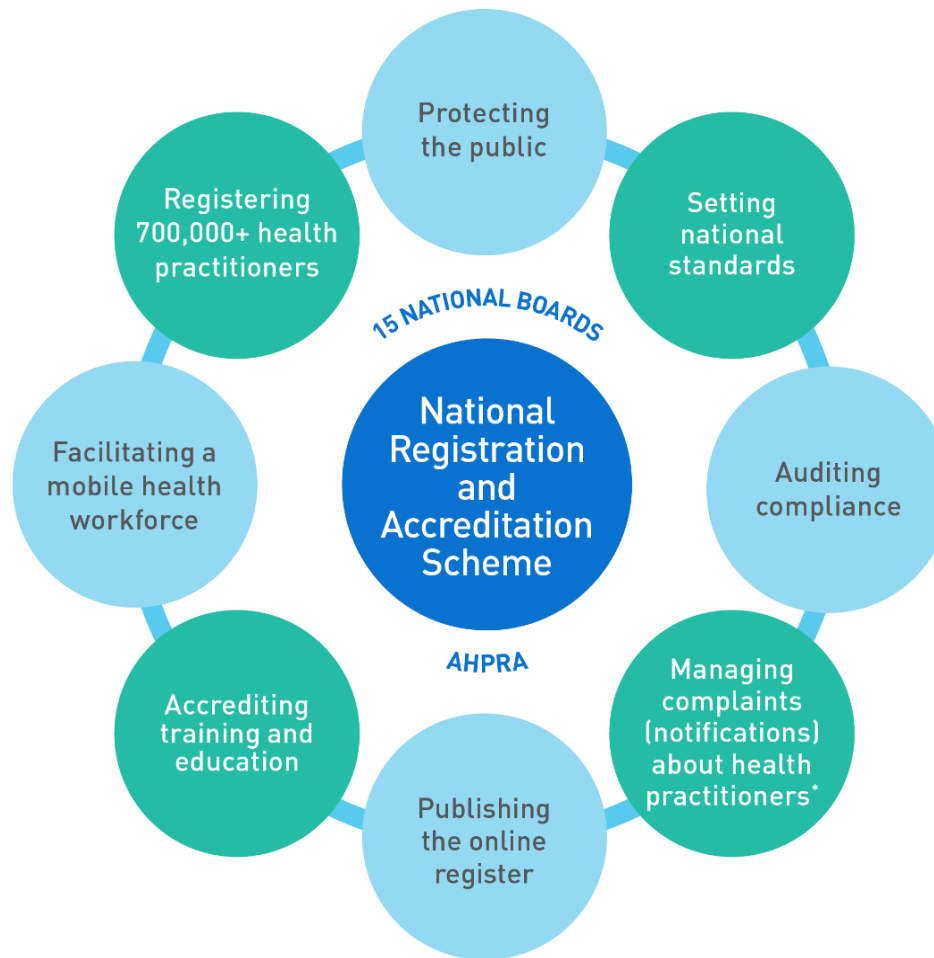 Protecting
the public
Setting
national
standards
Auditing
compliance
Managing
complaints
(notifications)
about health
practitioners*
Publishing
the online
register
Accrediting
training and
education
Facilitating a
mobile health
workforce
Registering
700,000+ health
practitioners
15 NATIONAL BOARDS
National
Registration
and
Accreditation
Scheme
AHPRA